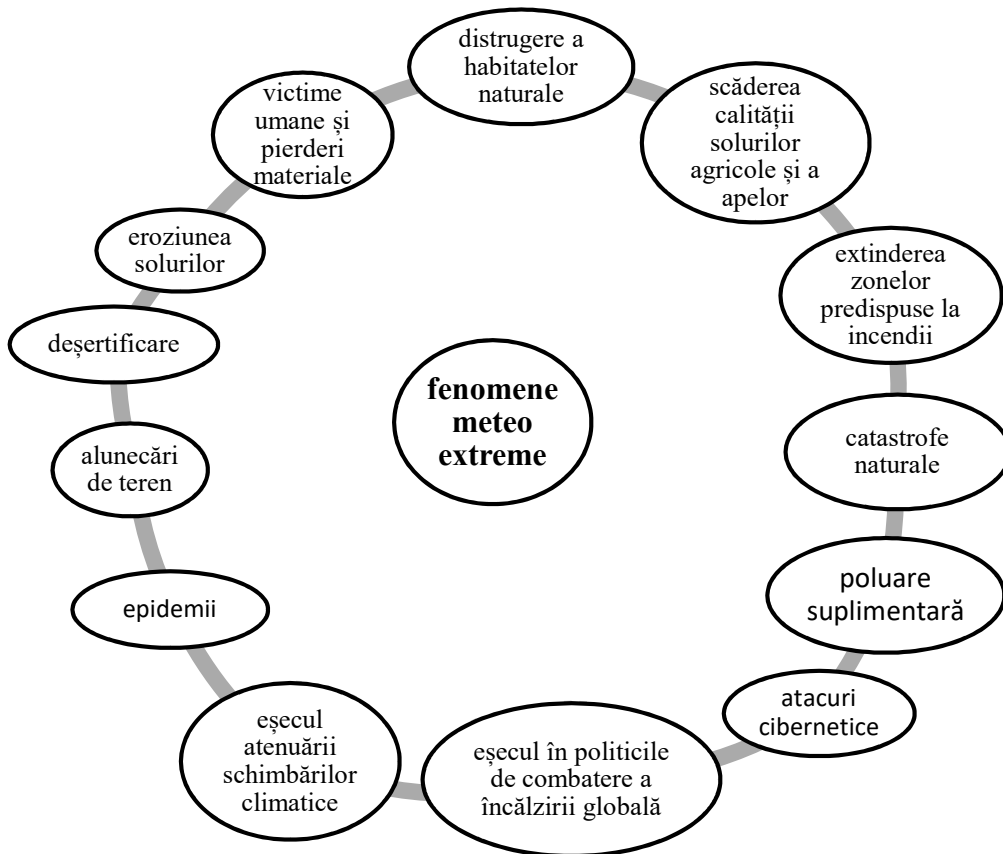 distrugere a
habitatelor
naturale
scăderea
calității
solurilor
agricole și a
apelor
extinderea
zonelor
predispuse la
incendii
catastrofe
naturale
poluare
suplimentară
atacuri
cibernetice
eșecul în politicile
de combatere a
încălzirii globală
eșecul
atenuării
schimbărilor
climatice
epidemii
alunecări
de teren
deșertificare
eroziunea
solurilor
victime
umane și
pierderi
materiale
fenomene
meteo
extreme